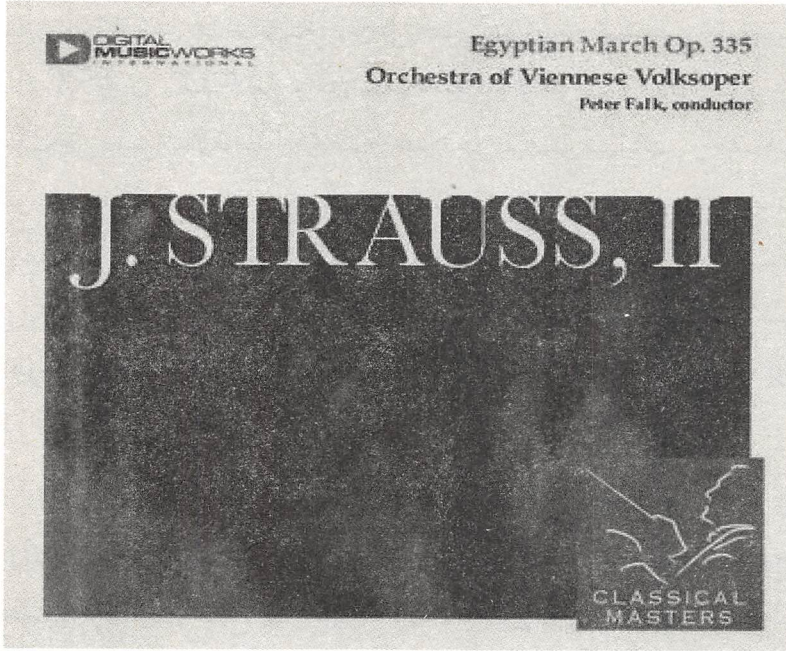 DIGITAL
MUSICWORKS
INTERNATIONAL
Egyptian March Op. 335
Orchestra of Viennese Volksoper
Peter Falk, conductor
J. STRAUSS, II
CLASSICAL
MASTERS